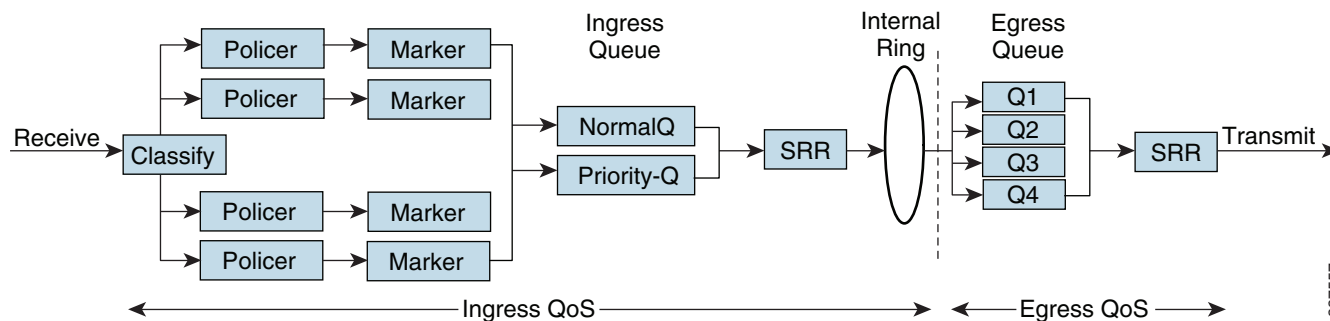 Receive
Classify
Policer
Marker
Policer
Marker
Policer
Marker
Policer
Marker
Ingress
Queue
NormalQ
Priority-Q
SRR
Internal
Ring
Egress
Queue
Q1
Q2
Q3
Q4
SRR
Transmit
Ingress QoS
Egress QoS